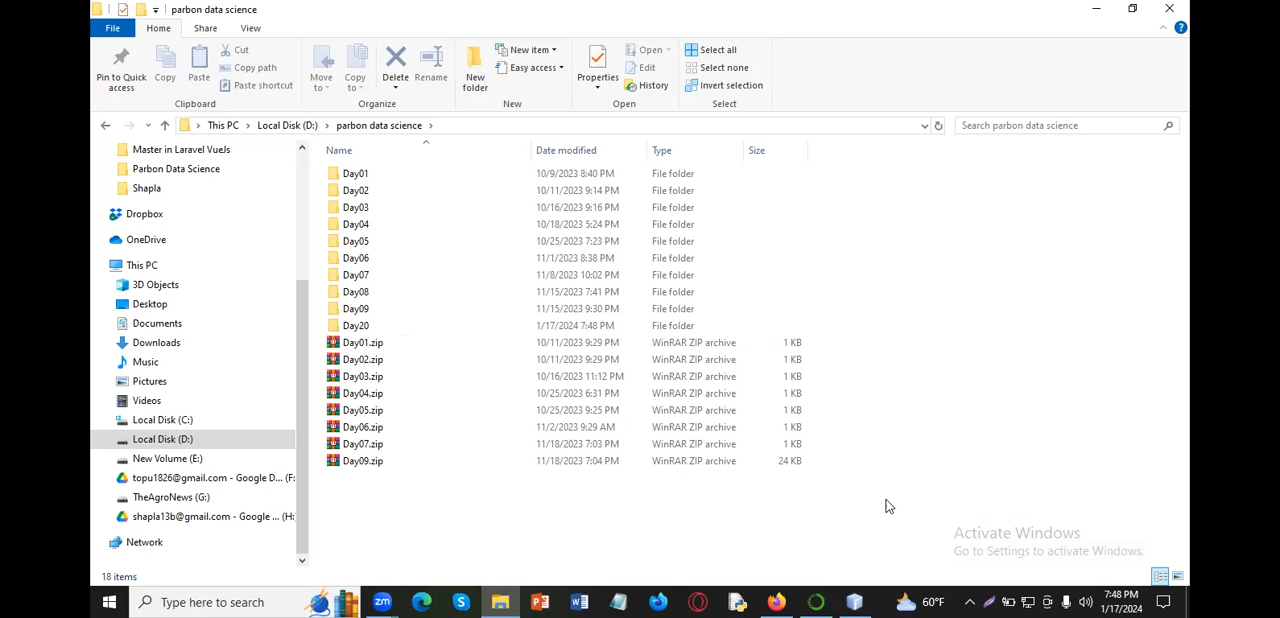 parbon data science
File
Home
Share
View
Pin to Quick access
Copy
Paste
Cut
Copy path
Paste shortcut
Clipboard
Move to
Copy to
Delete
Rename
Organize
New folder
New item
Easy access
New
Properties
Open
Edit
History
Open
Select all
Select none
Invert selection
Select
This PC > Local Disk (D:) > parbon data science >
Search parbon data science
Name Date modified Type Size
Master in Laravel VueJs
Parbon Data Science
Shapla
Dropbox
OneDrive
This PC
3D Objects
Desktop
Documents
Downloads
Music
Pictures
Videos
Local Disk (C:)
Local Disk (D:)
New Volume (E:)
topu1826@gmail.com - Google D... (F:
TheAgroNews (G:)
shapla13b@gmail.com - Google ... (H:
Network
Day01 10/9/2023 8:40 PM File folder
Day02 10/11/2023 9:14 PM File folder
Day03 10/16/2023 9:16 PM File folder
Day04 10/18/2023 5:24 PM File folder
Day05 10/25/2023 7:23 PM File folder
Day06 11/1/2023 8:38 PM File folder
Day07 11/8/2023 10:02 PM File folder
Day08 11/15/2023 7:41 PM File folder
Day09 11/15/2023 9:30 PM File folder
Day20 1/17/2024 7:48 PM File folder
Day01.zip 10/11/2023 9:29 PM WinRAR ZIP archive 1 KB
Day02.zip 10/11/2023 9:29 PM WinRAR ZIP archive 1 KB
Day03.zip 10/16/2023 11:12 PM WinRAR ZIP archive 1 KB
Day04.zip 10/25/2023 6:31 PM WinRAR ZIP archive 1 KB
Day05.zip 10/25/2023 9:25 PM WinRAR ZIP archive 1 KB
Day06.zip 11/2/2023 9:29 AM WinRAR ZIP archive 1 KB
Day07.zip 11/18/2023 7:03 PM WinRAR ZIP archive 1 KB
Day09.zip 11/18/2023 7:04 PM WinRAR ZIP archive 24 KB
Activate Windows
Go to Settings to activate Windows.
18 items
Type here to search
zm
60°F
7:48 PM
1/17/2024